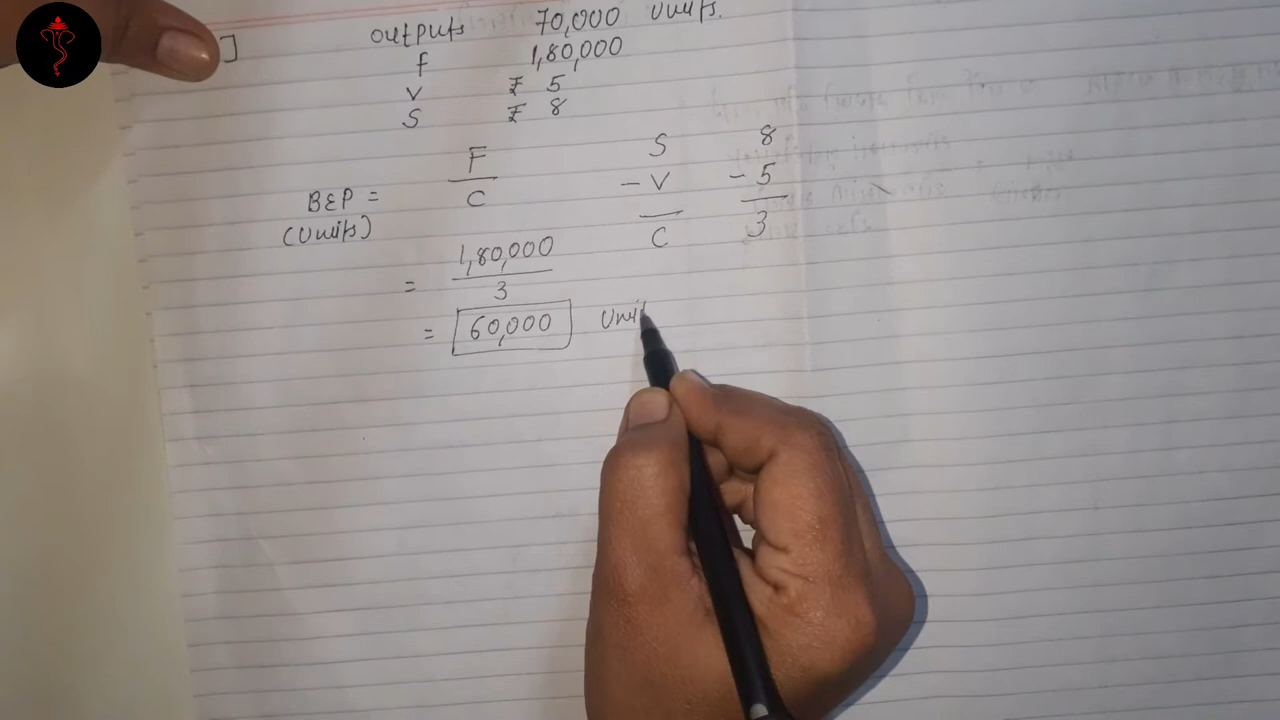 ]
outputs 70,000 units.
f 1,80,000
v ₹ 5
S ₹ 8
BEP = F / C
(Units)
S 8
- V - 5
C 3
= 1,80,000 / 3
= 60,000 Unit